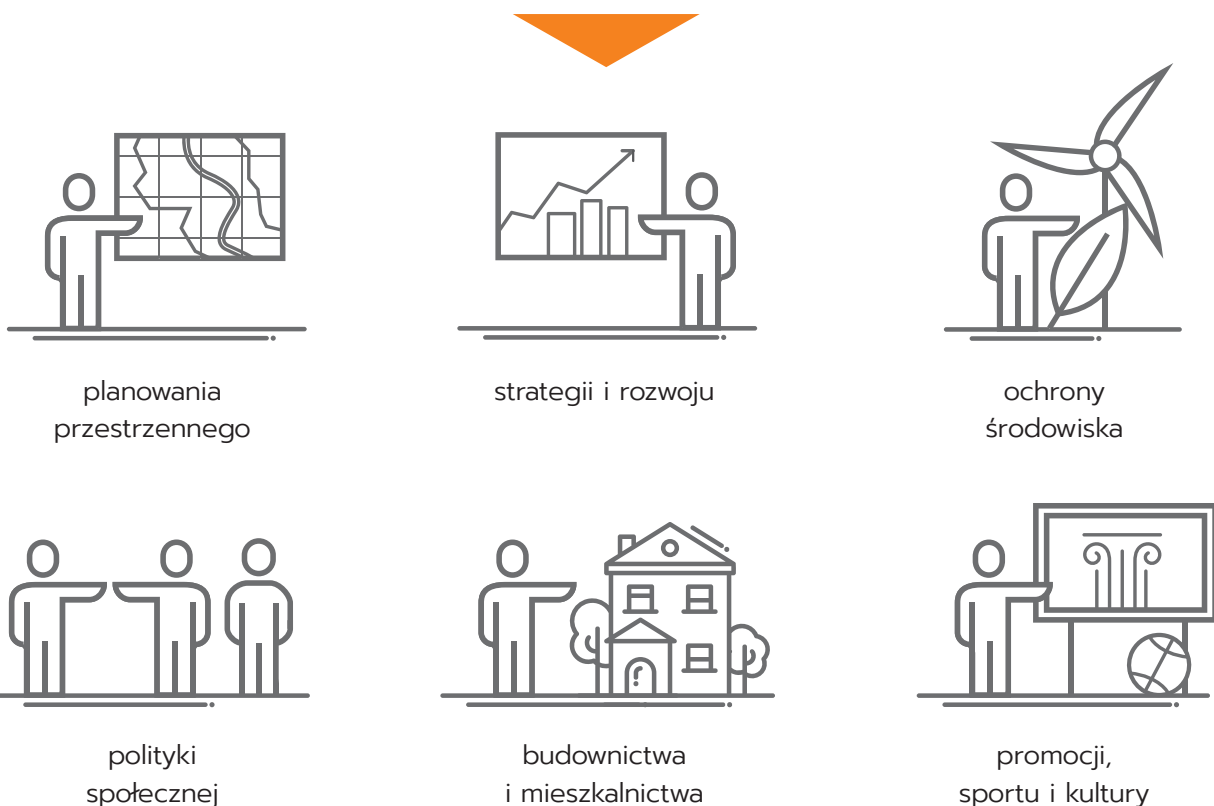 planowania
przestrzennego
strategii i rozwoju
ochrony
środowiska
polityki
społecznej
budownictwa
i mieszkalnictwa
promocji,
sportu i kultury